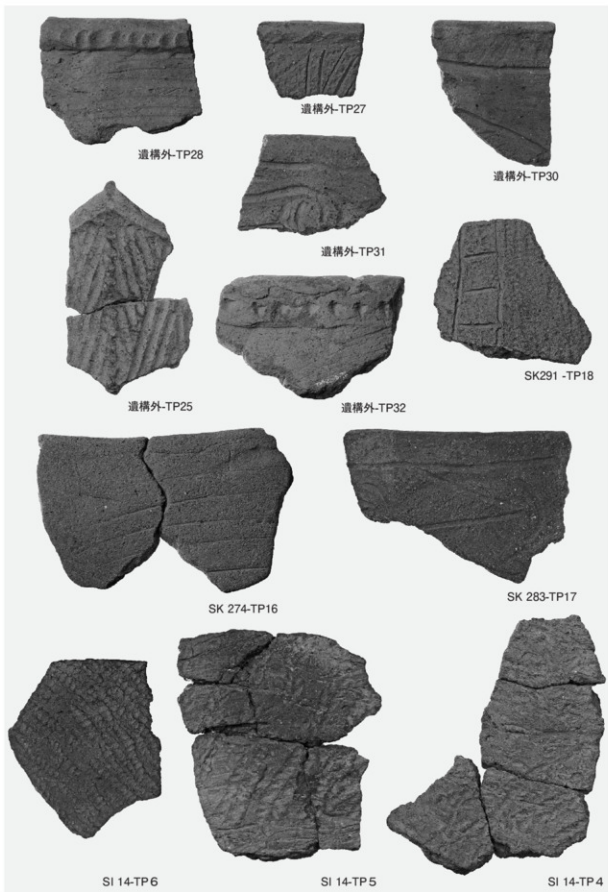 遺構外-TP28
遺構外-TP27
遺構外-TP30
遺構外-TP31
遺構外-TP25
遺構外-TP32
SK291 -TP18
SK 274-TP16
SK 283-TP17
SI 14-TP6
SI 14-TP5
SI 14-TP4